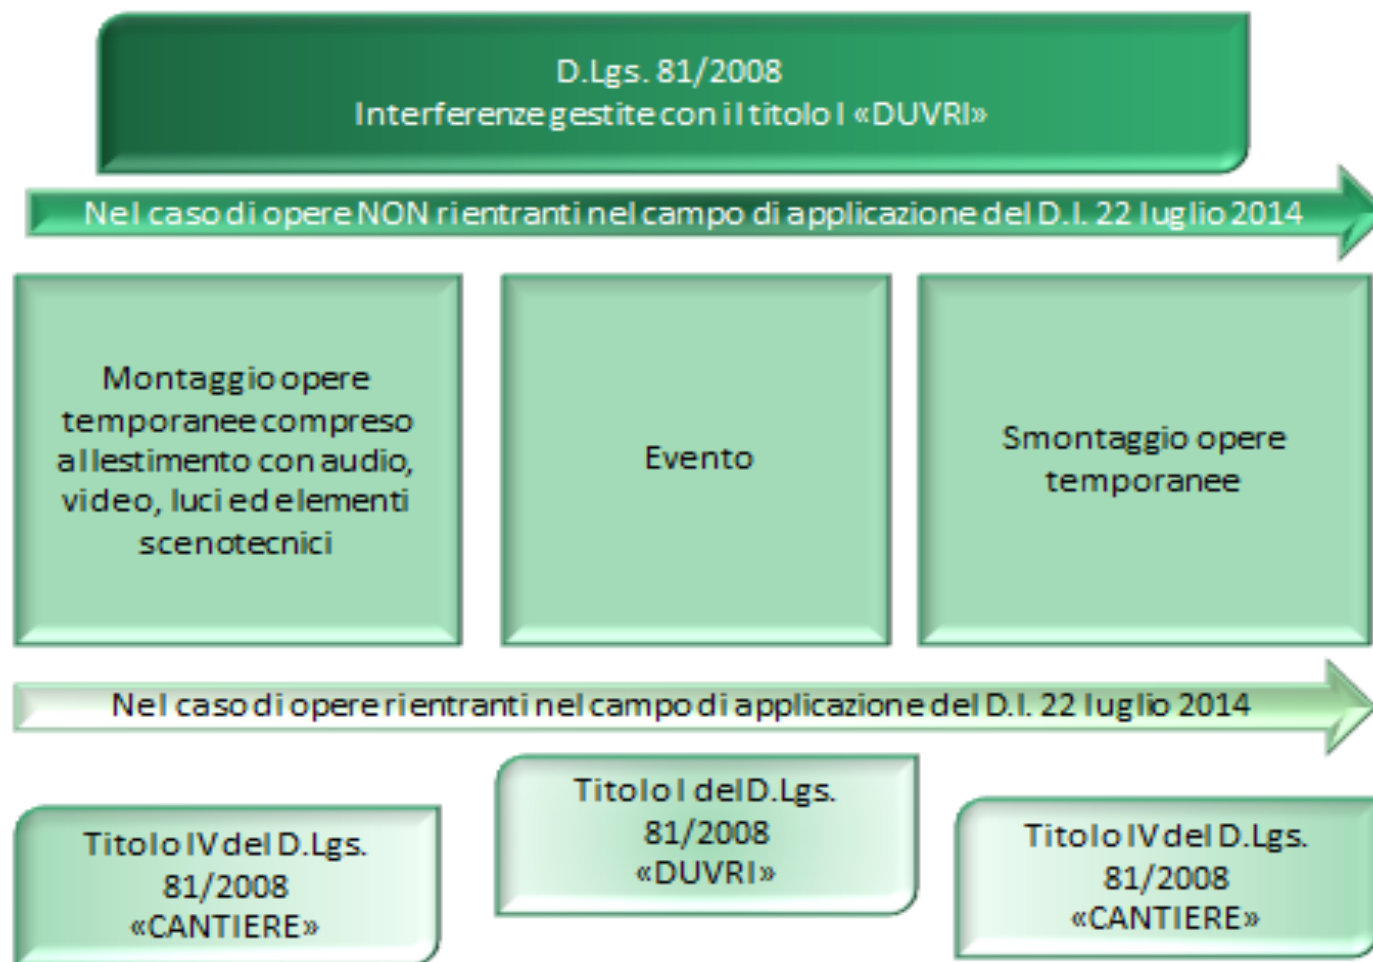 D.Lgs. 81/2008
Interferenze gestite con il titolo I «DUVRI»
Nel caso di opere NON rientranti nel campo di applicazione del D.I. 22 luglio 2014
Montaggio opere
temporanee compreso
allestimento con audio,
video, luci ed elementi
scenotecnici
Evento
Smontaggio opere
temporanee
Nel caso di opere rientranti nel campo di applicazione del D.I. 22 luglio 2014
Titolo IV del D.Lgs.
81/2008
«CANTIERE»
Titolo I del D.Lgs.
81/2008
«DUVRI»
Titolo IV del D.Lgs.
81/2008
«CANTIERE»